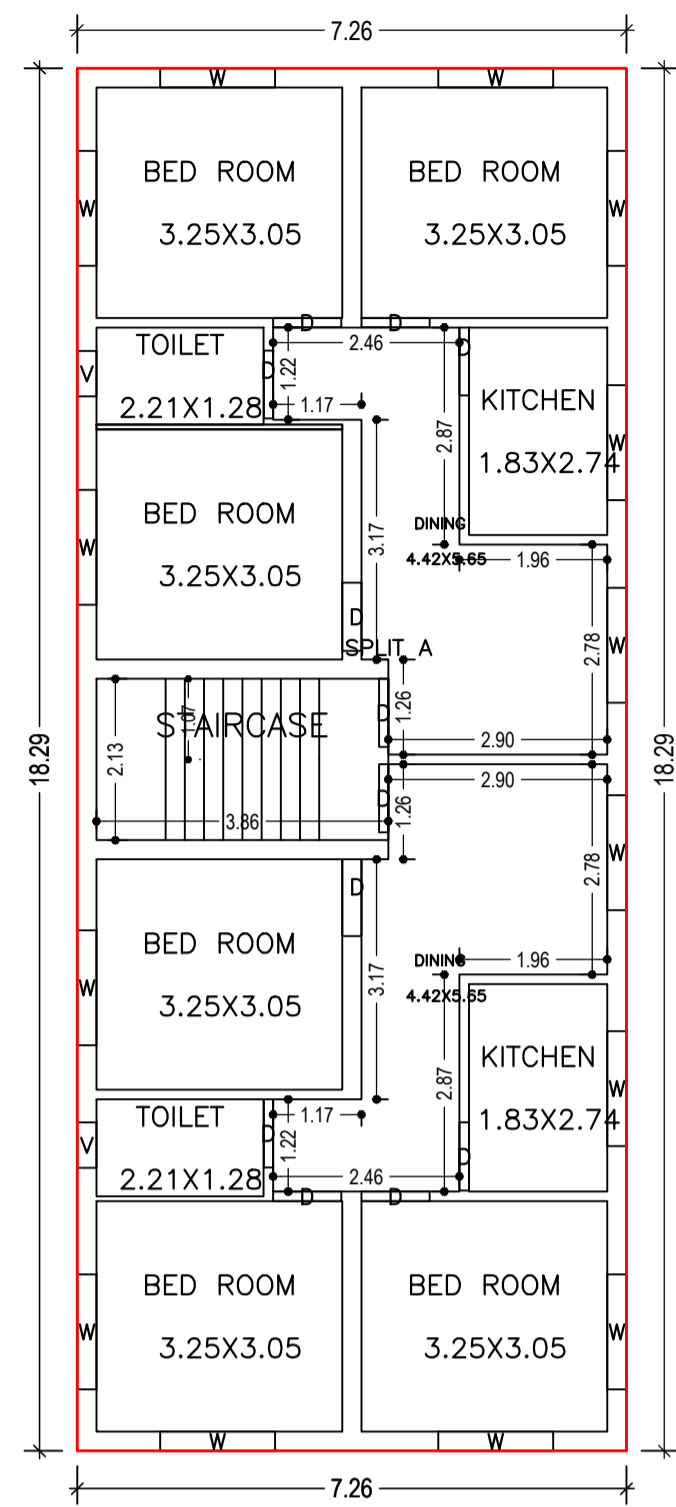 7.26
W W
BED ROOM BED ROOM
W 3.25X3.05 3.25X3.05 W
D D
TOILET 2.46 D
V 1.22 D
2.21X1.28 1.17 2.87 KITCHEN
W 1.83X2.74
BED ROOM DINING
W 3.25X3.05 3.17 4.42X5.65 1.96
D
SPLIT A 2.78 W
STAIRCASE 1.07 D 1.26
2.13 2.90
18.29 18.29
2.90
3.86 D 1.26
D 2.78 W
BED ROOM DINING 1.96
W 3.25X3.05 3.17 4.42X5.65
KITCHEN
2.87 W
TOILET 1.17 1.83X2.74
V D 1.22 D
2.21X1.28 2.46
D D
BED ROOM BED ROOM
W 3.25X3.05 3.25X3.05 W
W W
7.26